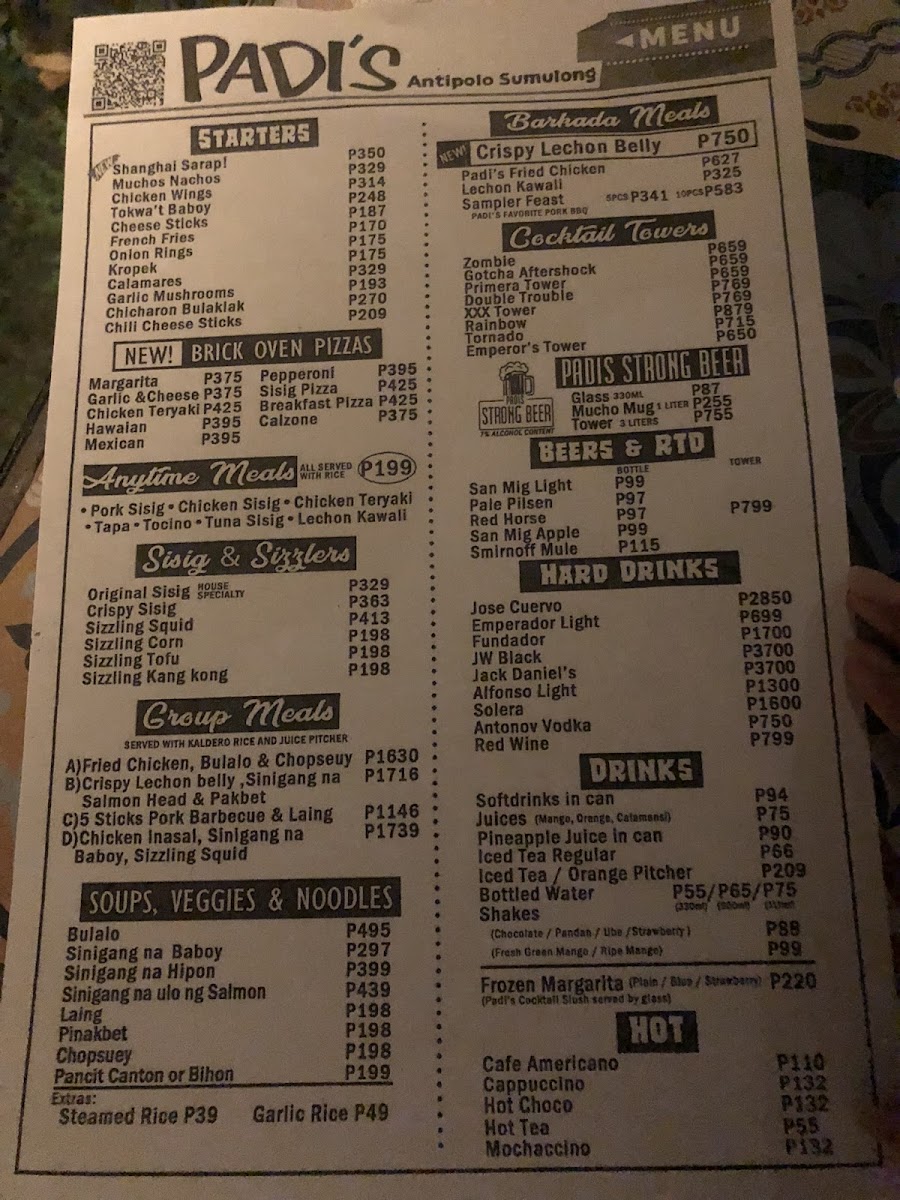 PADI'S Antipolo Sumulong
MENU
STARTERS
NEW! Shanghai Sarap! P350
Muchos Nachos P329
Chicken Wings P314
Tokwa't Baboy P248
Cheese Sticks P187
French Fries P170
Onion Rings P175
Kropek P175
Calamares P329
Garlic Mushrooms P193
Chicharon Bulaklak P270
Chili Cheese Sticks P209
NEW! BRICK OVEN PIZZAS
Margarita P375 Pepperoni P395
Garlic &Cheese P375 Sisig Pizza P425
Chicken Teryaki P425 Breakfast Pizza P425
Hawaian P395 Calzone P375
Mexican P395
Anytime Meals ALL SERVED WITH RICE P199
• Pork Sisig • Chicken Sisig • Chicken Teryaki
• Tapa • Tocino • Tuna Sisig • Lechon Kawali
Sisig & Sizzlers
Original Sisig HOUSE SPECIALTY P329
Crispy Sisig P363
Sizzling Squid P413
Sizzling Corn P198
Sizzling Tofu P198
Sizzling Kang kong P198
Group Meals
SERVED WITH KALDERO RICE AND JUICE PITCHER
A)Fried Chicken, Bulalo & Chopseuy P1630
B)Crispy Lechon belly ,Sinigang na P1716
Salmon Head & Pakbet
C)5 Sticks Pork Barbecue & Laing P1146
D)Chicken Inasal, Sinigang na P1739
Baboy, Sizzling Squid
SOUPS, VEGGIES & NOODLES
Bulalo P495
Sinigang na Baboy P297
Sinigang na Hipon P399
Sinigang na ulo ng Salmon P439
Laing P198
Pinakbet P198
Chopsuey P198
Pancit Canton or Bihon P199
Extras:
Steamed Rice P39 Garlic Rice P49
Barkada Meals
NEW! Crispy Lechon Belly P750
Padi's Fried Chicken P627
Lechon Kawali P325
Sampler Feast 5PCS P341 10PCS P583
PADI'S FAVORITE PORK BBQ
Cocktail Towers
Zombie P659
Gotcha Aftershock P659
Primera Tower P659
Double Trouble P769
XXX Tower P769
Rainbow P879
Tornado P715
Emperor's Tower P650
PADIS STRONG BEER
PADIS STRONG BEER
7% ALCOHOL CONTENT
Glass 330ML P87
Mucho Mug 1 LITER P255
Tower 3 LITERS P755
BEERS & RTD
BOTTLE TOWER
San Mig Light P99
Pale Pilsen P97 P799
Red Horse P97
San Mig Apple P99
Smirnoff Mule P115
HARD DRINKS
Jose Cuervo P2850
Emperador Light P699
Fundador P1700
JW Black P3700
Jack Daniel's P3700
Alfonso Light P1300
Solera P1600
Antonov Vodka P750
Red Wine P799
DRINKS
Softdrinks in can P94
Juices (Mango, Orange, Calamansi) P75
Pineapple Juice in can P90
Iced Tea Regular P66
Iced Tea / Orange Pitcher P209
Bottled Water P55/P65/P75
Shakes
(Chocolate / Pandan / Ube /Strawberry ) P88
(Fresh Green Mango / Ripe Mango) P99
Frozen Margarita (Plain / Blue / Strawberry) P220
(Padi's Cocktail Slush served by glass)
HOT
Cafe Americano P110
Cappuccino P132
Hot Choco P132
Hot Tea P55
Mochaccino P132